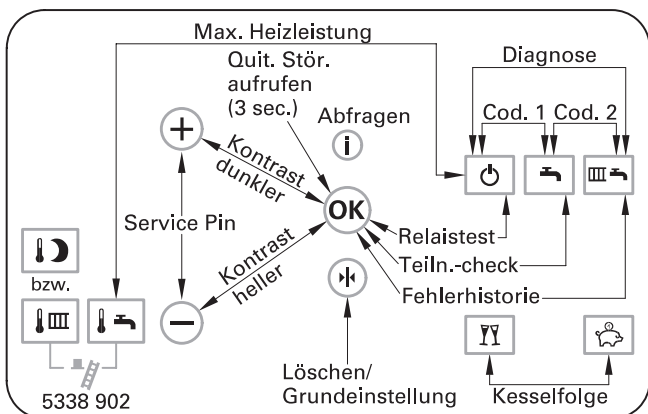 Max. Heizleistung
Quit. Stör.
aufrufen
(3 sec.)
Diagnose
Abfragen
Cod. 1
Cod. 2
+
i
Kontrast
dunkler
OK
Service Pin
Relaistest
Teiln.-check
Fehlerhistorie
Kontrast
heller
bzw.
−
Löschen/
Grundeinstellung
Kesselfolge
5338 902